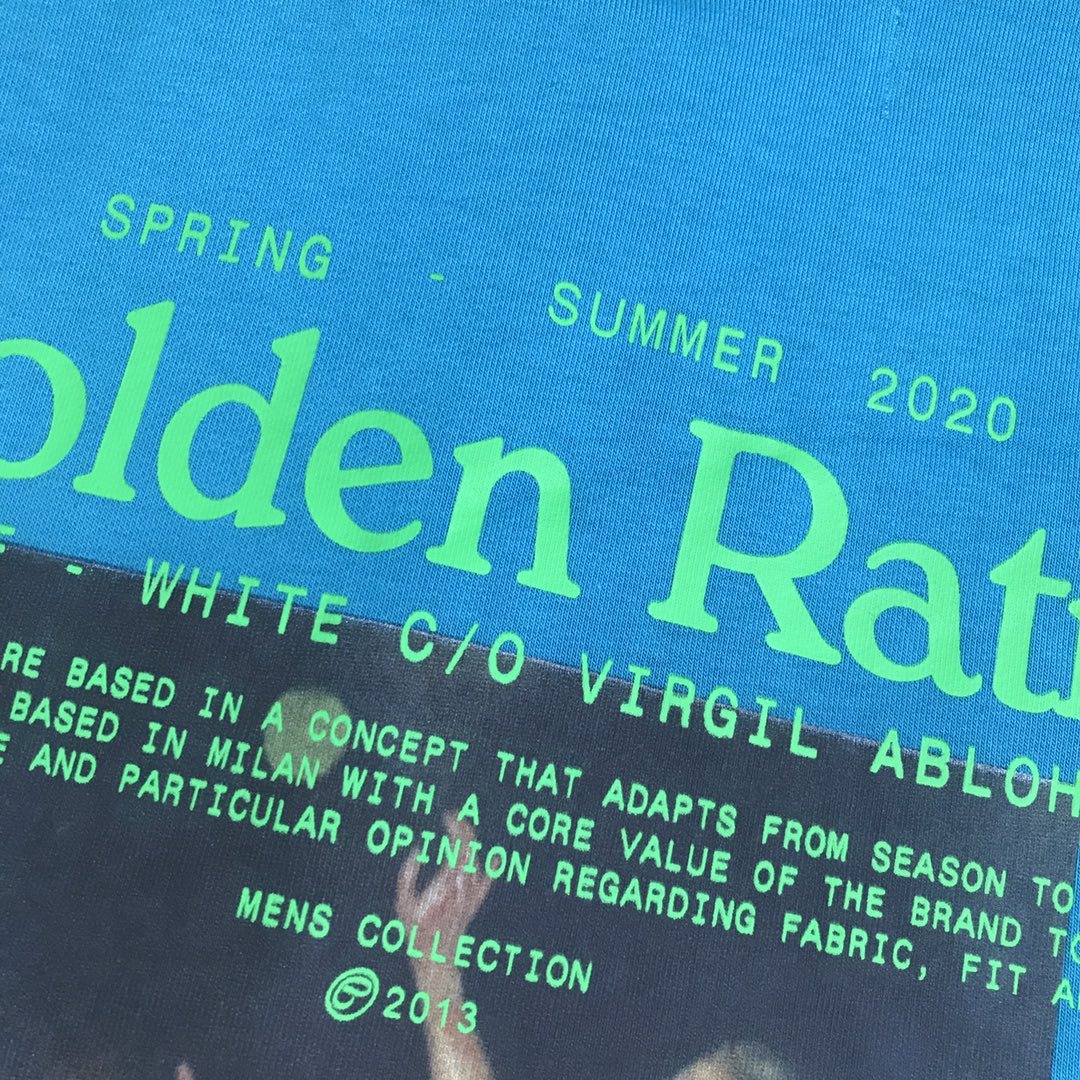 SPRING - SUMMER 2020
olden Rati
- WHITE C/O VIRGIL ABLOH
RE BASED IN A CONCEPT THAT ADAPTS FROM SEASON TO
BASED IN MILAN WITH A CORE VALUE OF THE BRAND TO
E AND PARTICULAR OPINION REGARDING FABRIC, FIT A
MENS COLLECTION
2013